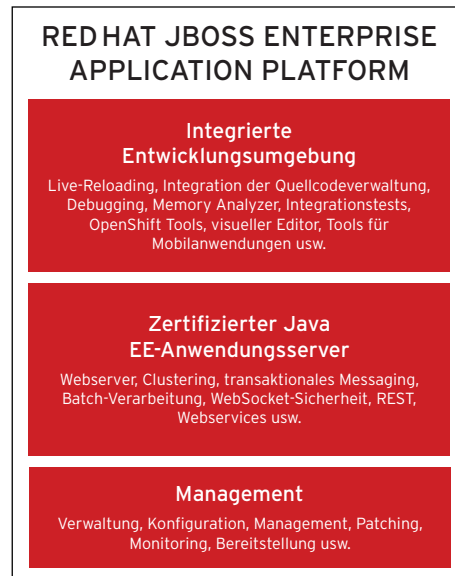 RED HAT JBOSS ENTERPRISE
APPLICATION PLATFORM
Integrierte
Entwicklungsumgebung
Live-Reloading, Integration der Quellcodeverwaltung,
Debugging, Memory Analyzer, Integrationstests,
OpenShift Tools, visueller Editor, Tools für
Mobilanwendungen usw.
Zertifizierter Java
EE-Anwendungsserver
Webserver, Clustering, transaktionales Messaging,
Batch-Verarbeitung, WebSocket-Sicherheit, REST,
Webservices usw.
Management
Verwaltung, Konfiguration, Management, Patching,
Monitoring, Bereitstellung usw.